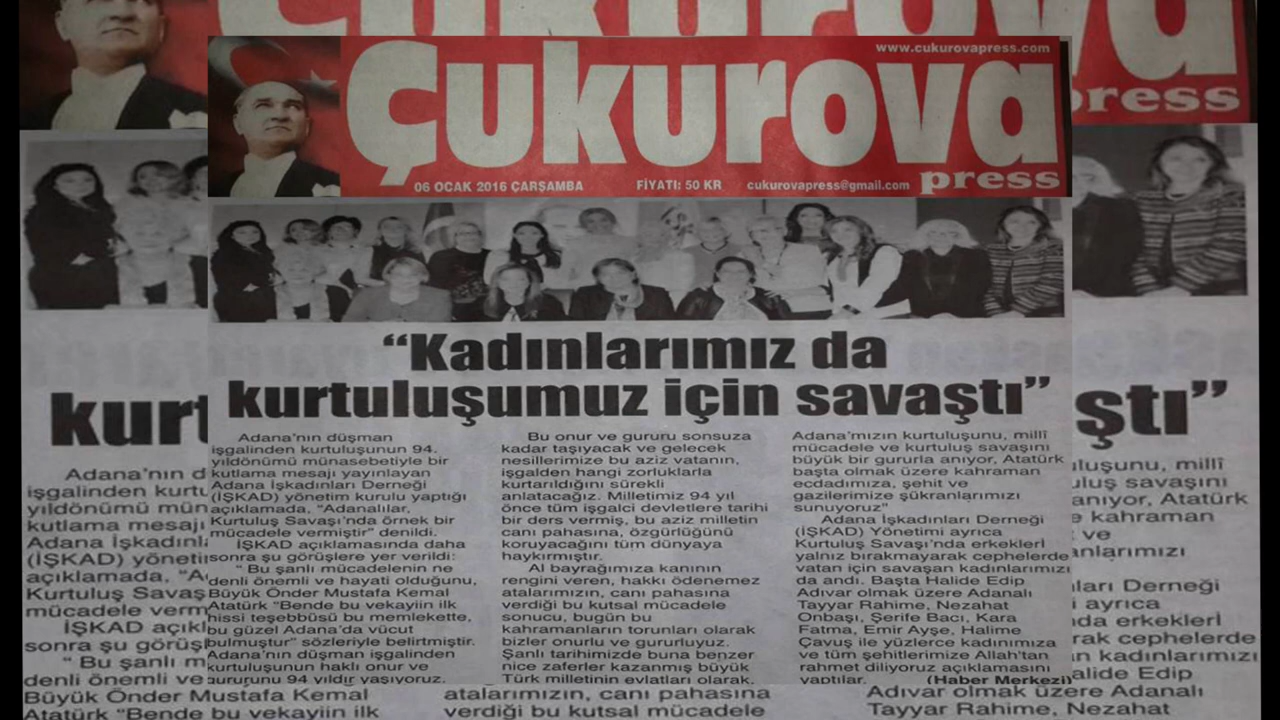 www.cukurovapress.com
Çukurova
press
06 OCAK 2016 ÇARŞAMBA
FİYATI: 50 KR
cukurovapress@gmail.com
“Kadınlarımız da
kurtuluşumuz için savaştı”
Adana’nın düşman
işgalinden kurtuluşunun 94.
yıldönümü münasebetiyle bir
kutlama mesajı yayınlayan
Adana İşkadınları Derneği
(İŞKAD) yönetim kurulu yaptığı
açıklamada, “Adanalılar,
Kurtuluş Savaşı’nda örnek bir
mücadele vermiştir” denildi.
İŞKAD açıklamasında daha
sonra şu görüşlere yer verildi:
“ Bu şanlı mücadelenin ne
denli önemli ve hayati olduğunu,
Büyük Önder Mustafa Kemal
Atatürk “Bende bu vekayiin ilk
hissi teşebbüsü bu memlekette,
bu güzel Adana’da vücut
bulmuştur” sözleriyle belirtmiştir.
Adana’nın düşman işgalinden
kurtuluşunun haklı onur ve
gururunu 94 yıldır yaşıyoruz.
Bu onur ve gururu sonsuza
kadar taşıyacak ve gelecek
nesillerimize bu aziz vatanın,
işgalden hangi zorluklarla
kurtarıldığını sürekli
anlatacağız. Milletimiz 94 yıl
önce tüm işgalci devletlere tarihi
bir ders vermiş, bu aziz milletin
canı pahasına, özgürlüğünü
koruyacağını tüm dünyaya
haykırmıştır.
Al bayrağımıza kanının
rengini veren, hakkı ödenemez
atalarımızın, canı pahasına
verdiği bu kutsal mücadele
sonucu, bugün bu
kahramanların torunları olarak
bizler onurlu ve gururluyuz.
Şanlı tarihimizde buna benzer
nice zaferler kazanmış büyük
Türk milletinin evlatları olarak,
Adana’mızın kurtuluşunu, millî
mücadele ve kurtuluş savaşını
büyük bir gururla anıyor, Atatürk
başta olmak üzere kahraman
ecdadımıza, şehit ve
gazilerimize şükranlarımızı
sunuyoruz”
Adana İşkadınları Derneği
(İŞKAD) Yönetimi ayrıca
Kurtuluş Savaşı’nda erkekleri
yalnız bırakmayarak cephelerde
vatan için savaşan kadınlarımızı
da andı. Başta Halide Edip
Adıvar olmak üzere Adanalı
Tayyar Rahime, Nezahat
Onbaşı, Şerife Bacı, Kara
Fatma, Emir Ayşe, Halime
Çavuş ile yüzlerce kadınımıza
ve tüm şehitlerimize Allah’tan
rahmet diliyoruz açıklamasını
yaptılar.
(Haber Merkezi)